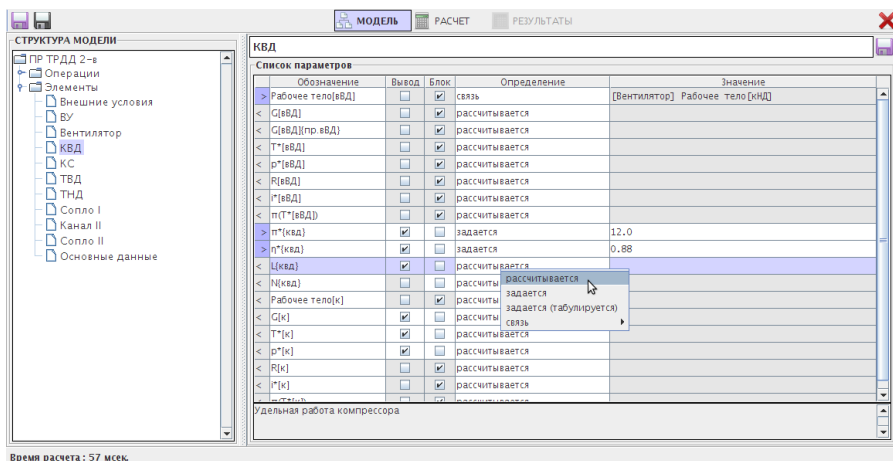 МОДЕЛЬ РАСЧЕТ РЕЗУЛЬТАТЫ
СТРУКТУРА МОДЕЛИ
ПР ТРДД 2-в
Операции
Элементы
Внешние условия
ВУ
Вентилятор
КВД
КС
ТВД
ТНД
Сопло I
Канал II
Сопло II
Основные данные
КВД
Список параметров
Обозначение Вывод Блок Определение Значение
> Рабочее тело[вВД] связь [Вентилятор] Рабочее тело[кНД]
< G[вВД] рассчитывается
< G[вВД]{пр.вВД} рассчитывается
< T*[вВД] рассчитывается
< p*[вВД] рассчитывается
< R[вВД] рассчитывается
< i*[вВД] рассчитывается
< π(T*[вВД]) рассчитывается
> π*{квд} задается 12.0
> η*{квд} задается 0.88
< L{квд} рассчитывается
< N{квд} рассчитывается
< Рабочее тело[к] рассчиты
< G[к] рассчиты
< T*[к] рассчитывается
< p*[к] рассчитывается
< R[к] рассчитывается
< i*[к] рассчитывается
рассчитывается
задается
задается (табулируется)
связь
Удельная работа компрессора
Время расчета: 57 мсек.